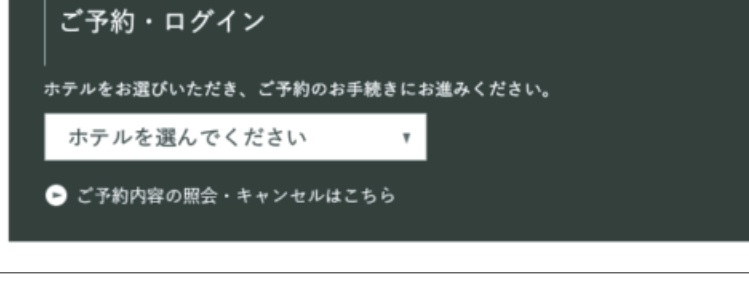 ご予約・ログイン
ホテルをお選びいただき、ご予約のお手続きにお進みください。
ホテルを選んでください
ご予約内容の照会・キャンセルはこちら